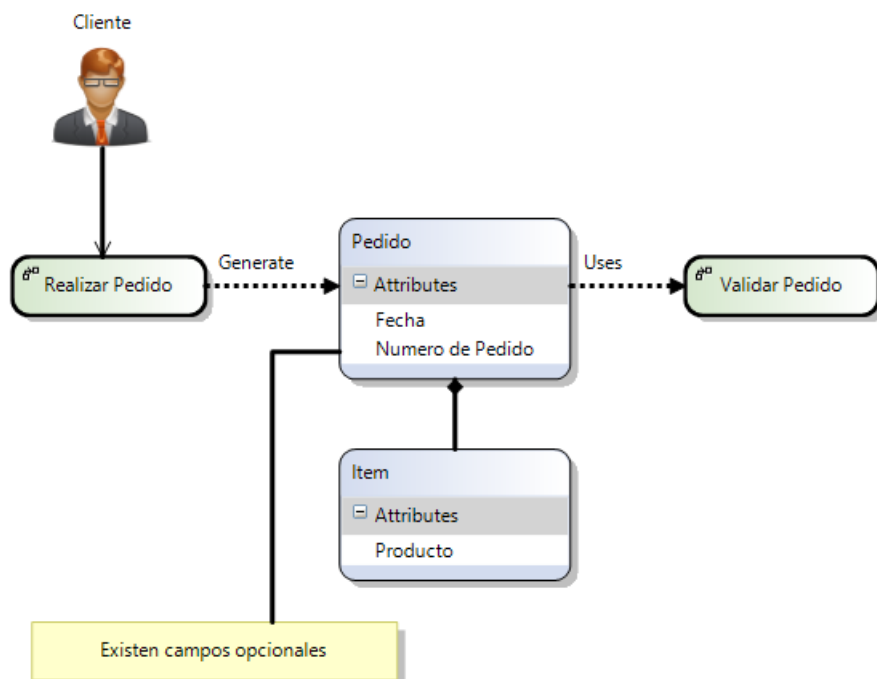 Cliente
Realizar Pedido
Generate
Pedido
Attributes
Fecha
Numero de Pedido
Uses
Validar Pedido
Item
Attributes
Producto
Existen campos opcionales